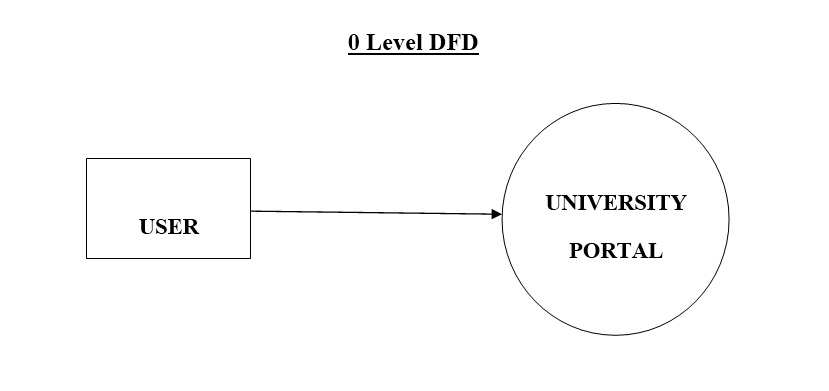 0 Level DFD
USER
UNIVERSITY
PORTAL